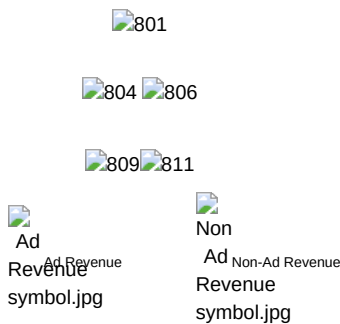 801
804 806
809 811
Ad
Revenue
symbol.jpg
Ad Revenue
Non
Ad
Revenue
symbol.jpg
Non-Ad Revenue